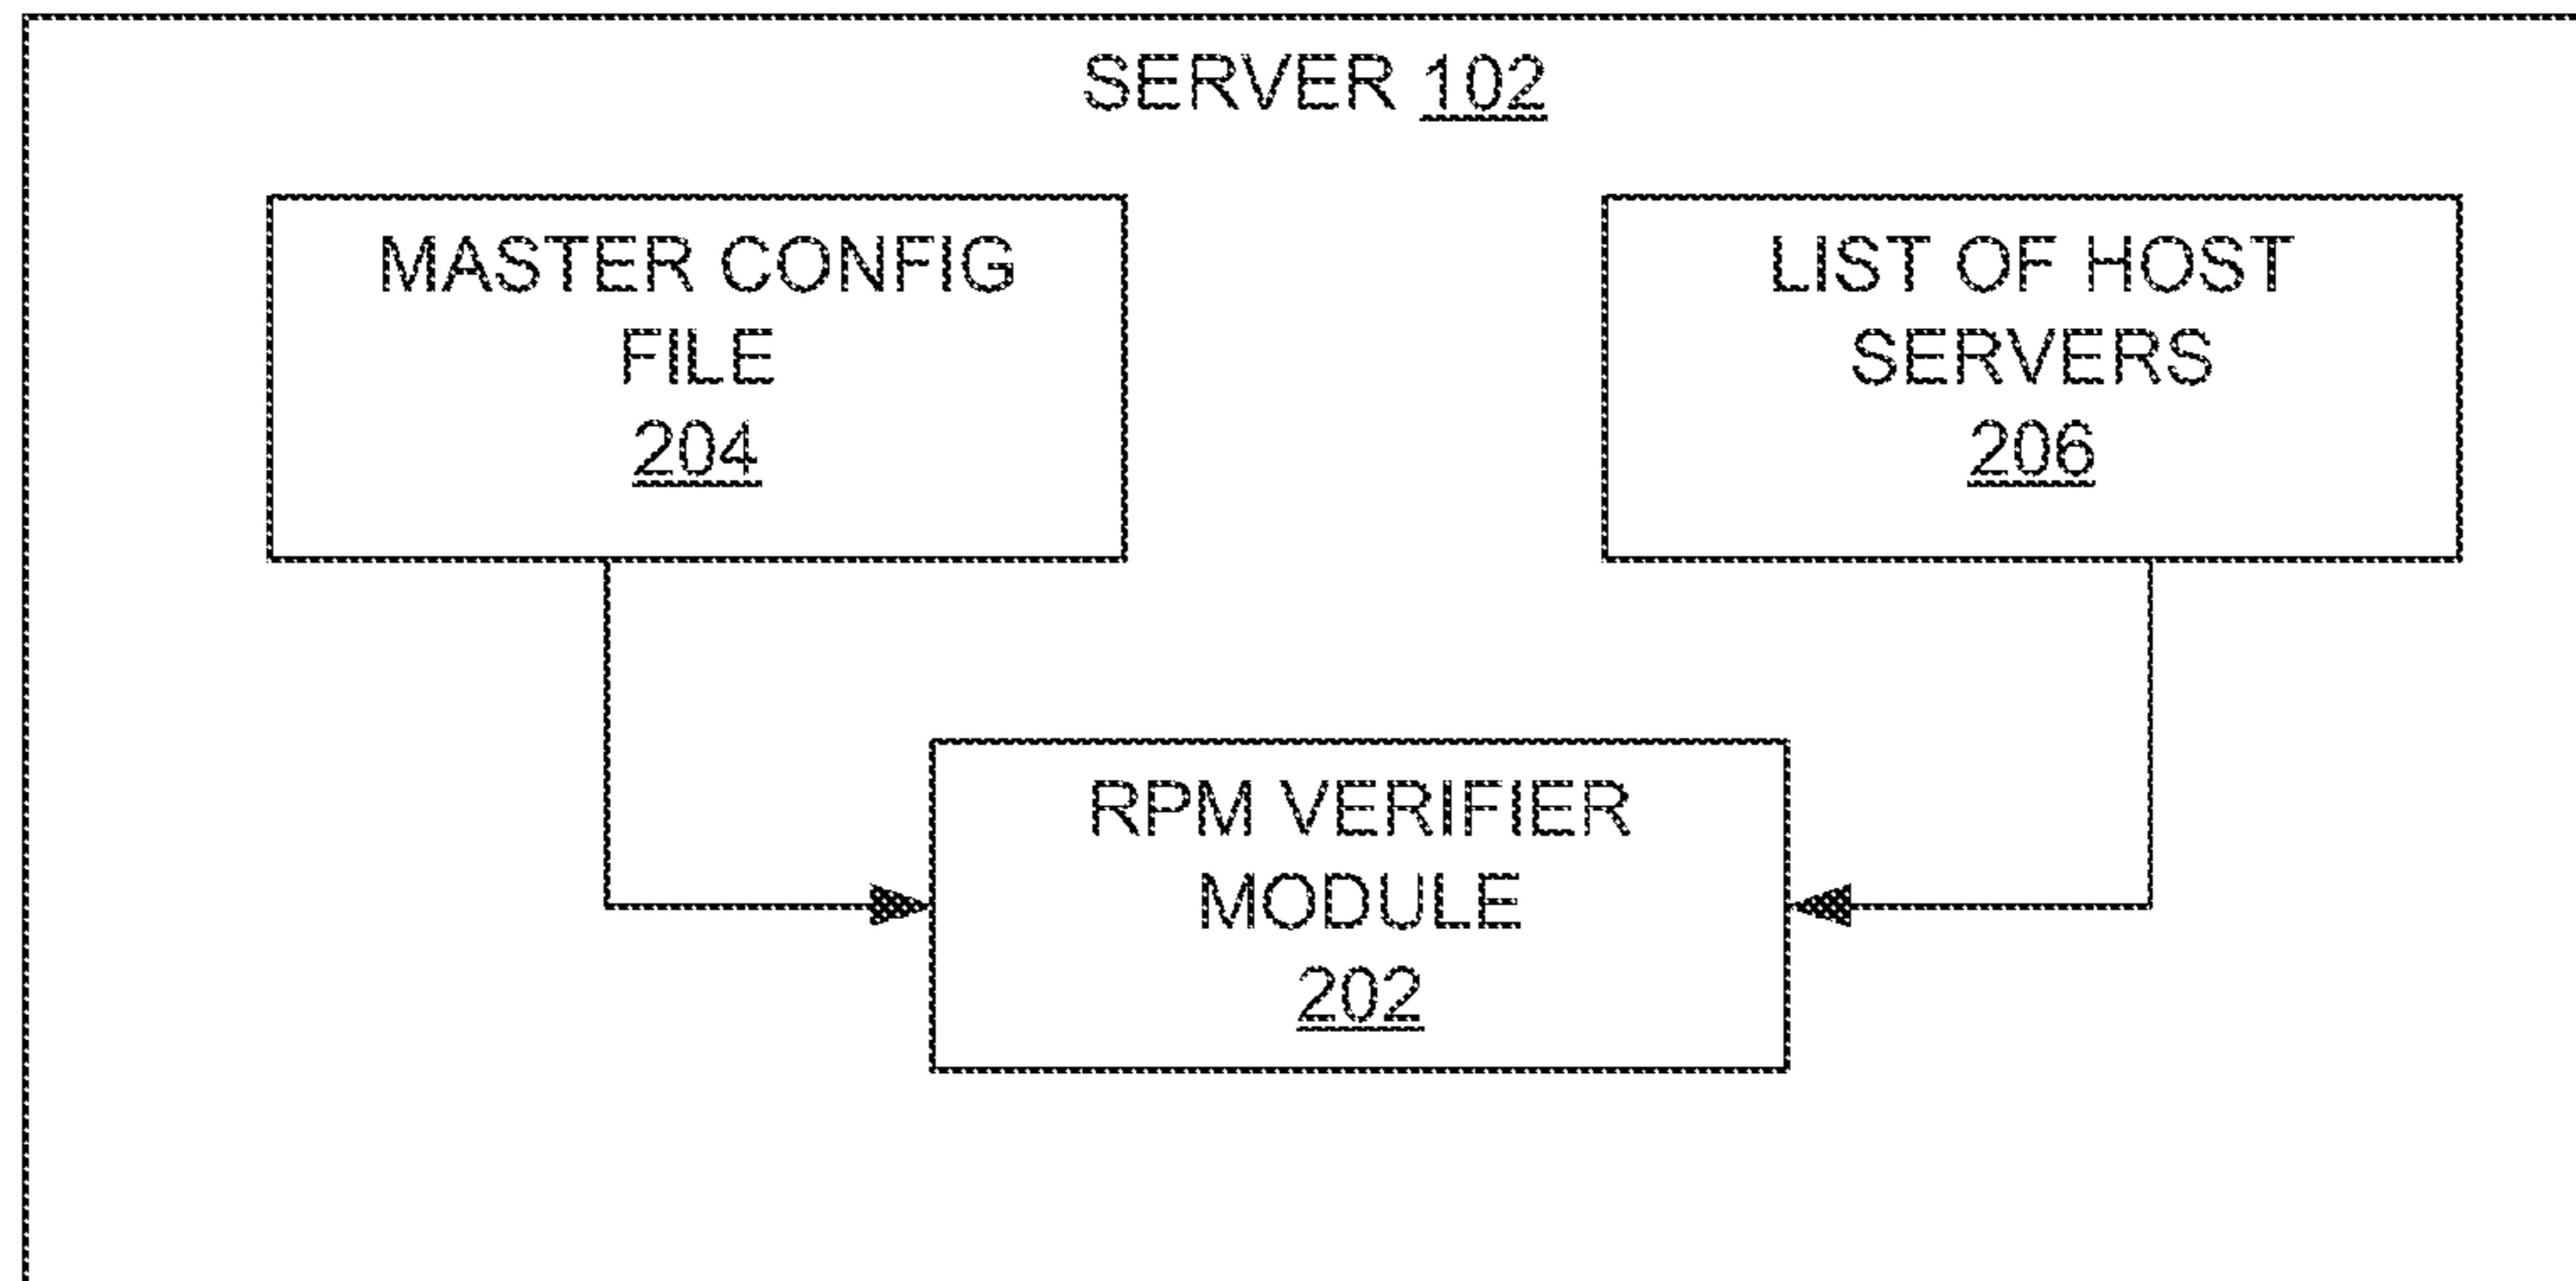 SERVER 102
MASTER CONFIG
FILE
204
LIST OF HOST
SERVERS
206
RPM VERIFIER
MODULE
202